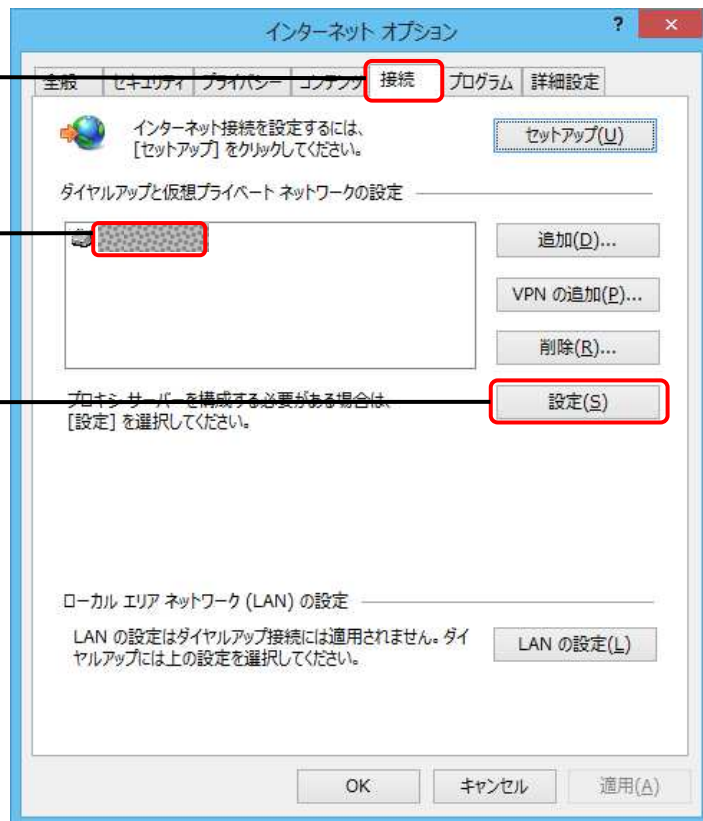 インターネット オプション
?
×
全般 セキュリティ プライバシー コンテンツ 接続 プログラム 詳細設定
インターネット接続を設定するには、
[セットアップ] をクリックしてください。
セットアップ(U)
ダイヤルアップと仮想プライベート ネットワークの設定
追加(D)...
VPN の追加(P)...
削除(R)...
プロキシ サーバーを構成する必要がある場合は、
[設定] を選択してください。
設定(S)
ローカル エリア ネットワーク (LAN) の設定
LAN の設定はダイヤルアップ接続には適用されません。ダイ
ヤルアップには上の設定を選択してください。
LAN の設定(L)
OK キャンセル 適用(A)